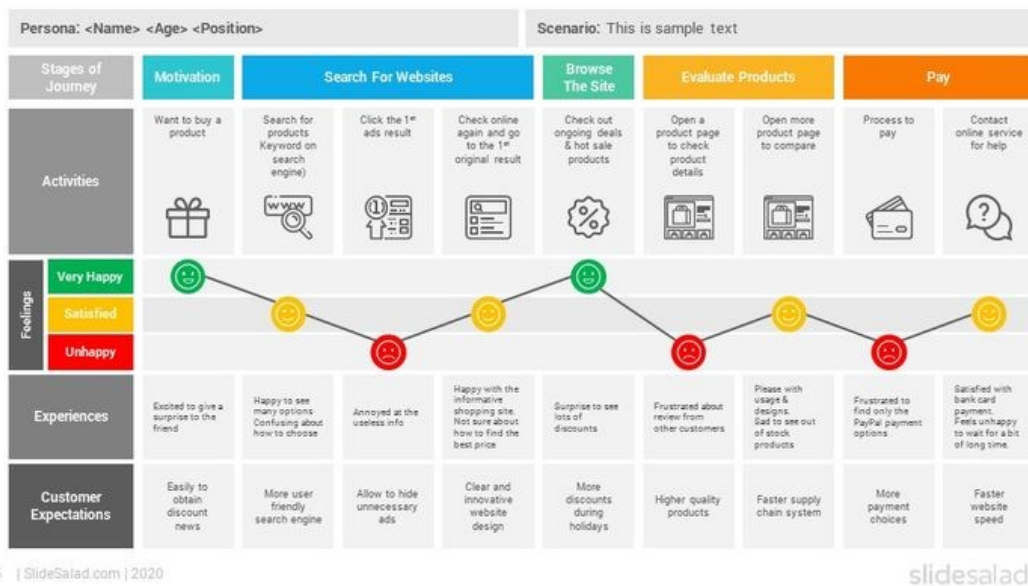 Persona: <Name> <Age> <Position>
Scenario: This is sample text
Stages of
Journey
Motivation
Search For Websites
Browse
The Site
Evaluate Products
Pay
Activities
Want to buy a
product
Search for
products
Keyword on
search
engine)
Click the 1st
ads result
Check online
again and go
to the 1st
original result
Check out
ongoing deals
& hot sale
products
Open a
product page
to check
product
details
Open more
product page
to compare
Process to
pay
Contact
online service
for help
www
1
%
?
Feelings
Very Happy
Satisfied
Unhappy
Experiences
Excited to give a
surprise to the
friend
Happy to see
many options
Confusing about
how to choose
Annoyed at the
useless info
Happy with the
informative
shopping site.
Not sure about
how to find the
best price
Surprise to see
lots of
discounts
Frustrated about
review from
other customers
Please with
usage &
designs.
Sad to see out
of stock
products
Frustrated to
find only the
PayPal payment
options
Satisfied with
bank card
payment.
Feels unhappy
to wait for a bit
of long time.
Customer
Expectations
Easily to
obtain
discount
news
More user
friendly
search engine
Allow to hide
unnecessary
ads
Clear and
innovative
website
design
More
discounts
during
holidays
Higher quality
products
Faster supply
chain system
More
payment
choices
Faster
website
speed
| SlideSalad.com | 2020
slidesalad